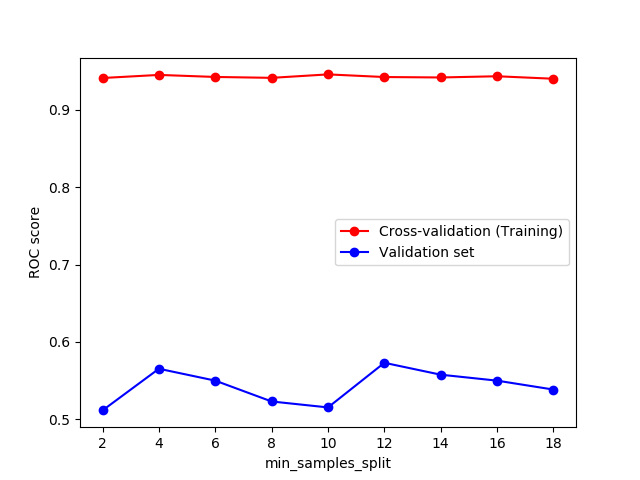 0.9
0.8
0.7
0.6
0.5
ROC score
Cross-validation (Training)
Validation set
2 4 6 8 10 12 14 16 18
min_samples_split